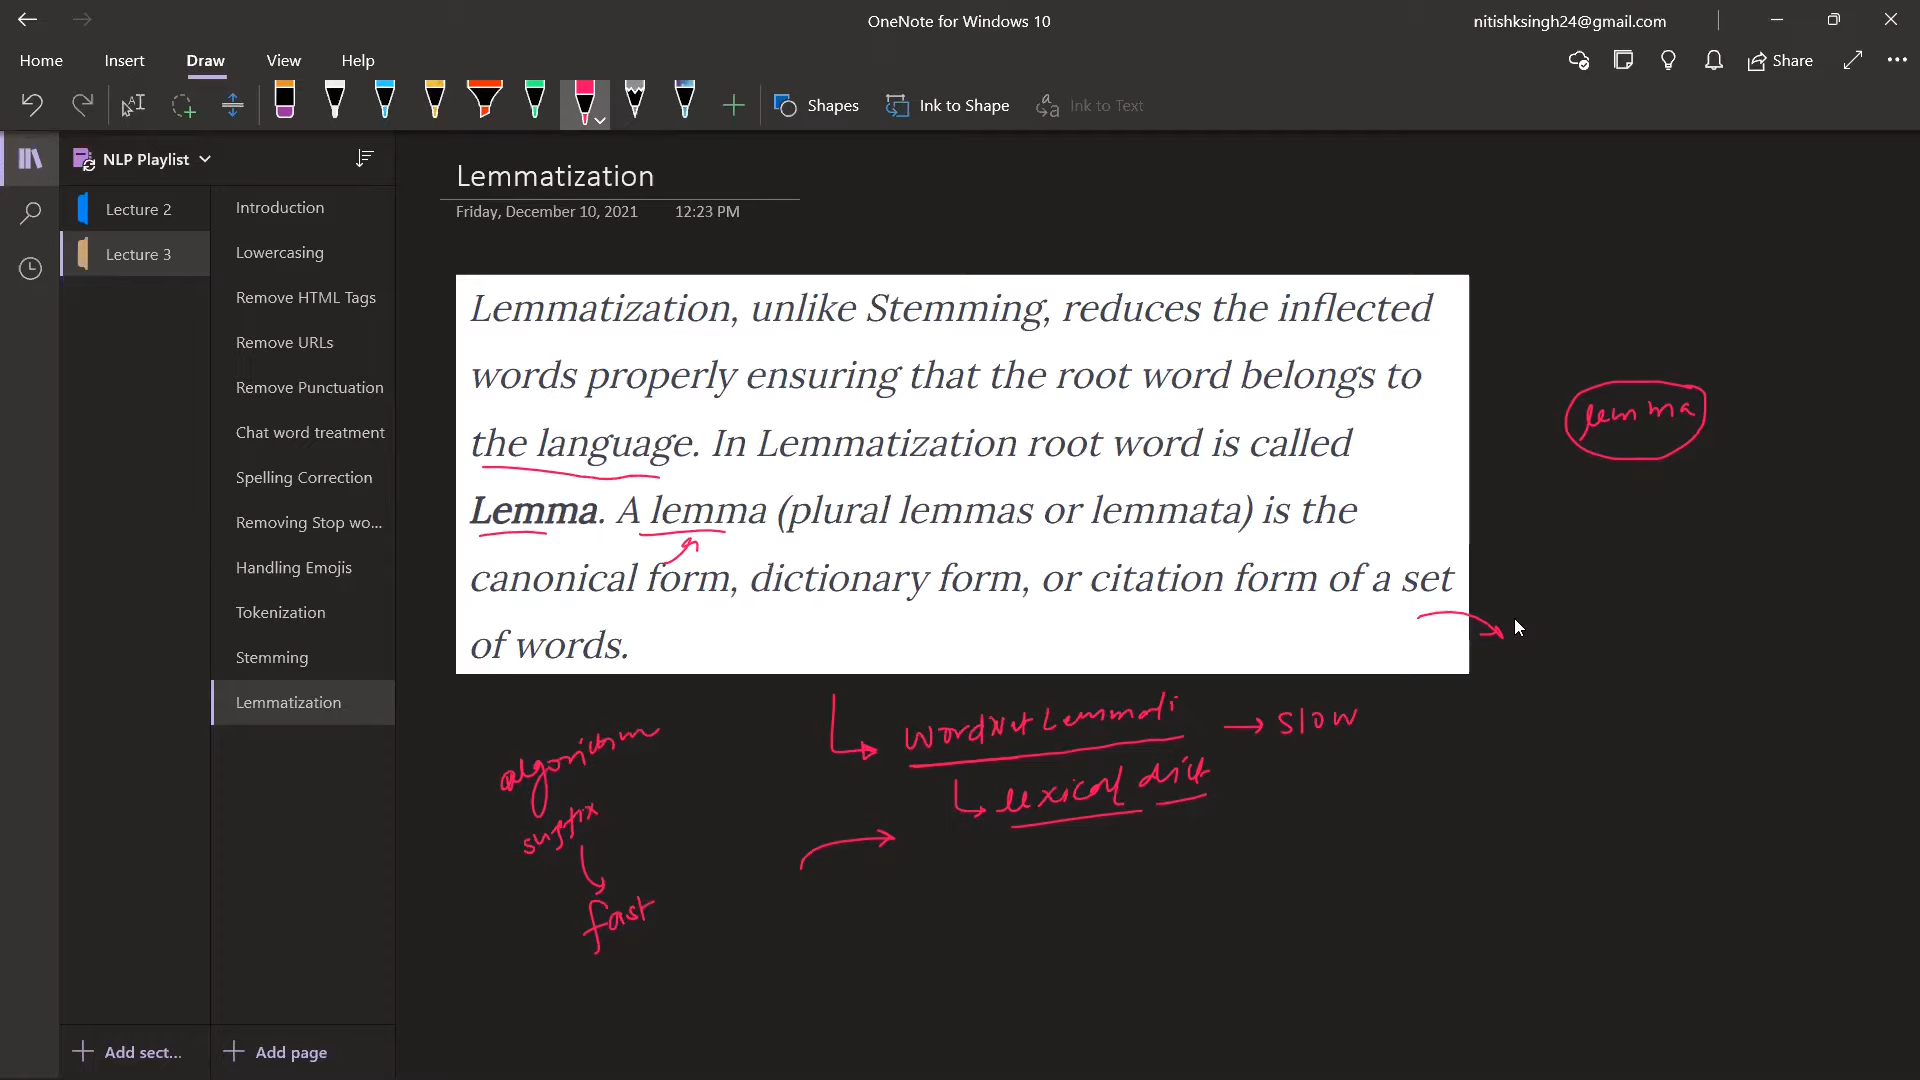 OneNote for Windows 10
nitishksingh24@gmail.com
Home Insert Draw View Help
Share
Shapes Ink to Shape Ink to Text
NLP Playlist
Lecture 2
Lecture 3
Introduction
Lowercasing
Remove HTML Tags
Remove URLs
Remove Punctuation
Chat word treatment
Spelling Correction
Removing Stop wo...
Handling Emojis
Tokenization
Stemming
Lemmatization
Add sect...
Add page
Lemmatization
Friday, December 10, 2021 12:23 PM
Lemmatization, unlike Stemming, reduces the inflected
words properly ensuring that the root word belongs to
the language. In Lemmatization root word is called
Lemma. A lemma (plural lemmas or lemmata) is the
canonical form, dictionary form, or citation form of a set
of words.
lemma
WordNet Lemmati → slow
lexical dict
algorithm
suffix
fast